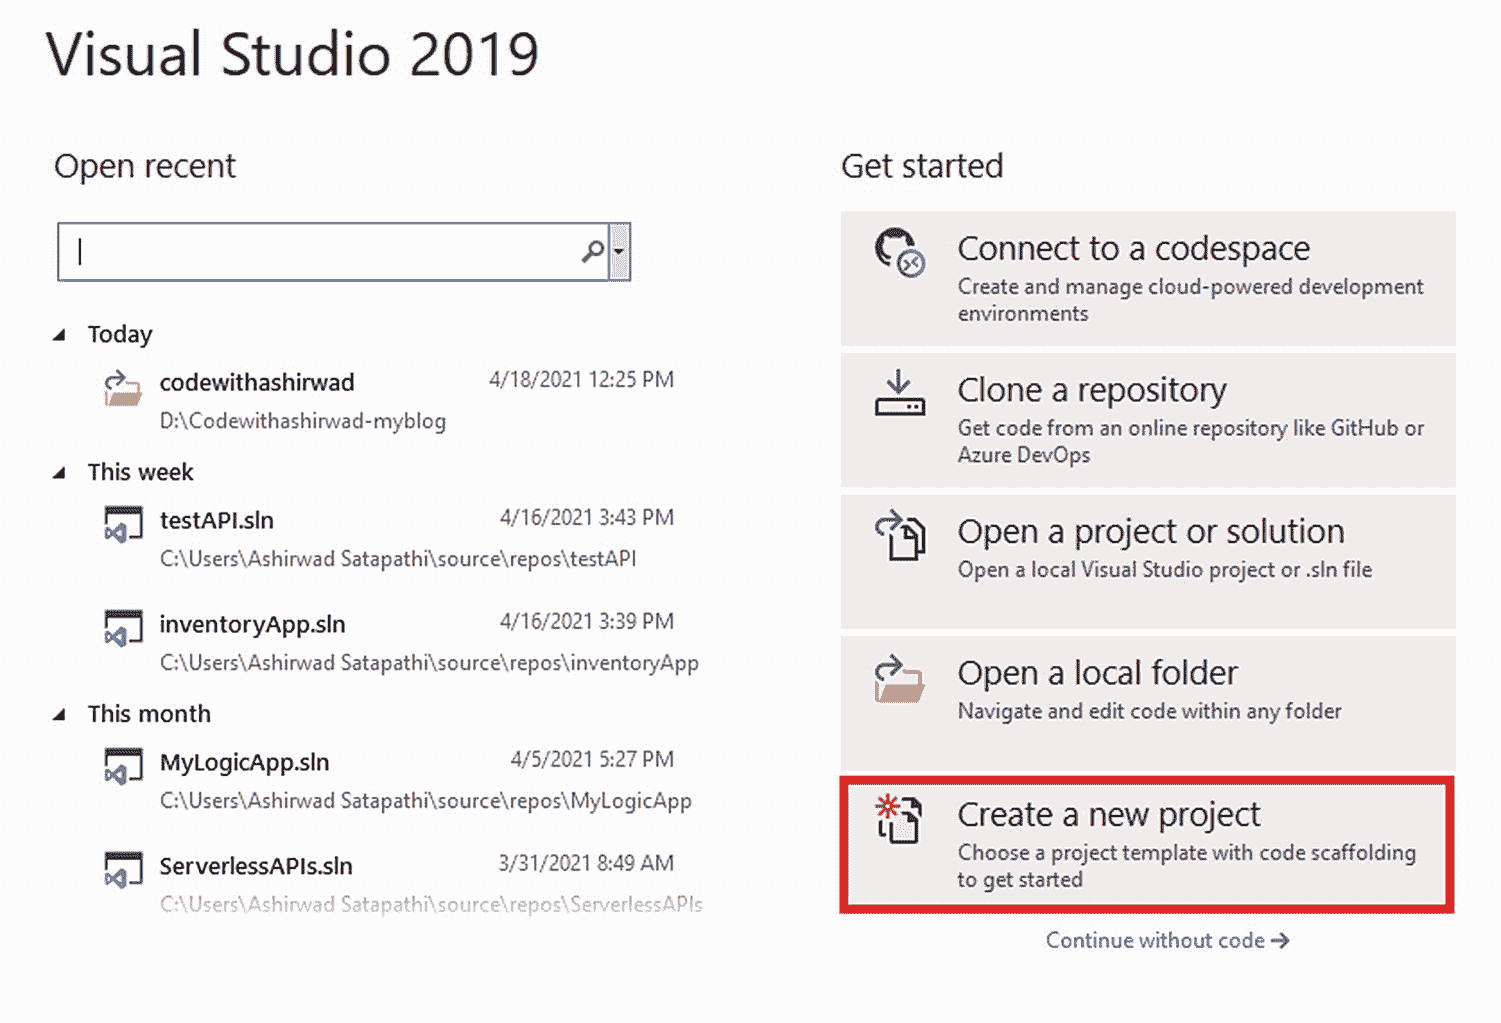 Visual Studio 2019
Open recent
Today
codewithashirwad 4/18/2021 12:25 PM
D:\Codewithashirwad-myblog
This week
testAPI.sln 4/16/2021 3:43 PM
C:\Users\Ashirwad Satapathi\source\repos\testAPI
inventoryApp.sln 4/16/2021 3:39 PM
C:\Users\Ashirwad Satapathi\source\repos\inventoryApp
This month
MyLogicApp.sln 4/5/2021 5:27 PM
C:\Users\Ashirwad Satapathi\source\repos\MyLogicApp
ServerlessAPIs.sln 3/31/2021 8:49 AM
C:\Users\Ashirwad Satapathi\source\repos\ServerlessAPIs
Get started
Connect to a codespace
Create and manage cloud-powered development
environments
Clone a repository
Get code from an online repository like GitHub or
Azure DevOps
Open a project or solution
Open a local Visual Studio project or .sln file
Open a local folder
Navigate and edit code within any folder
Create a new project
Choose a project template with code scaffolding
to get started
Continue without code →